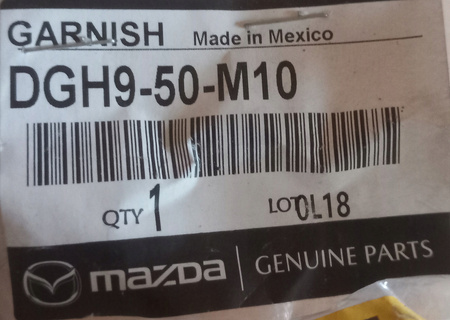 GARNISH Made in Mexico
DGH9-50-M10
QTY 1 LOT 0L18
mazda GENUINE PARTS